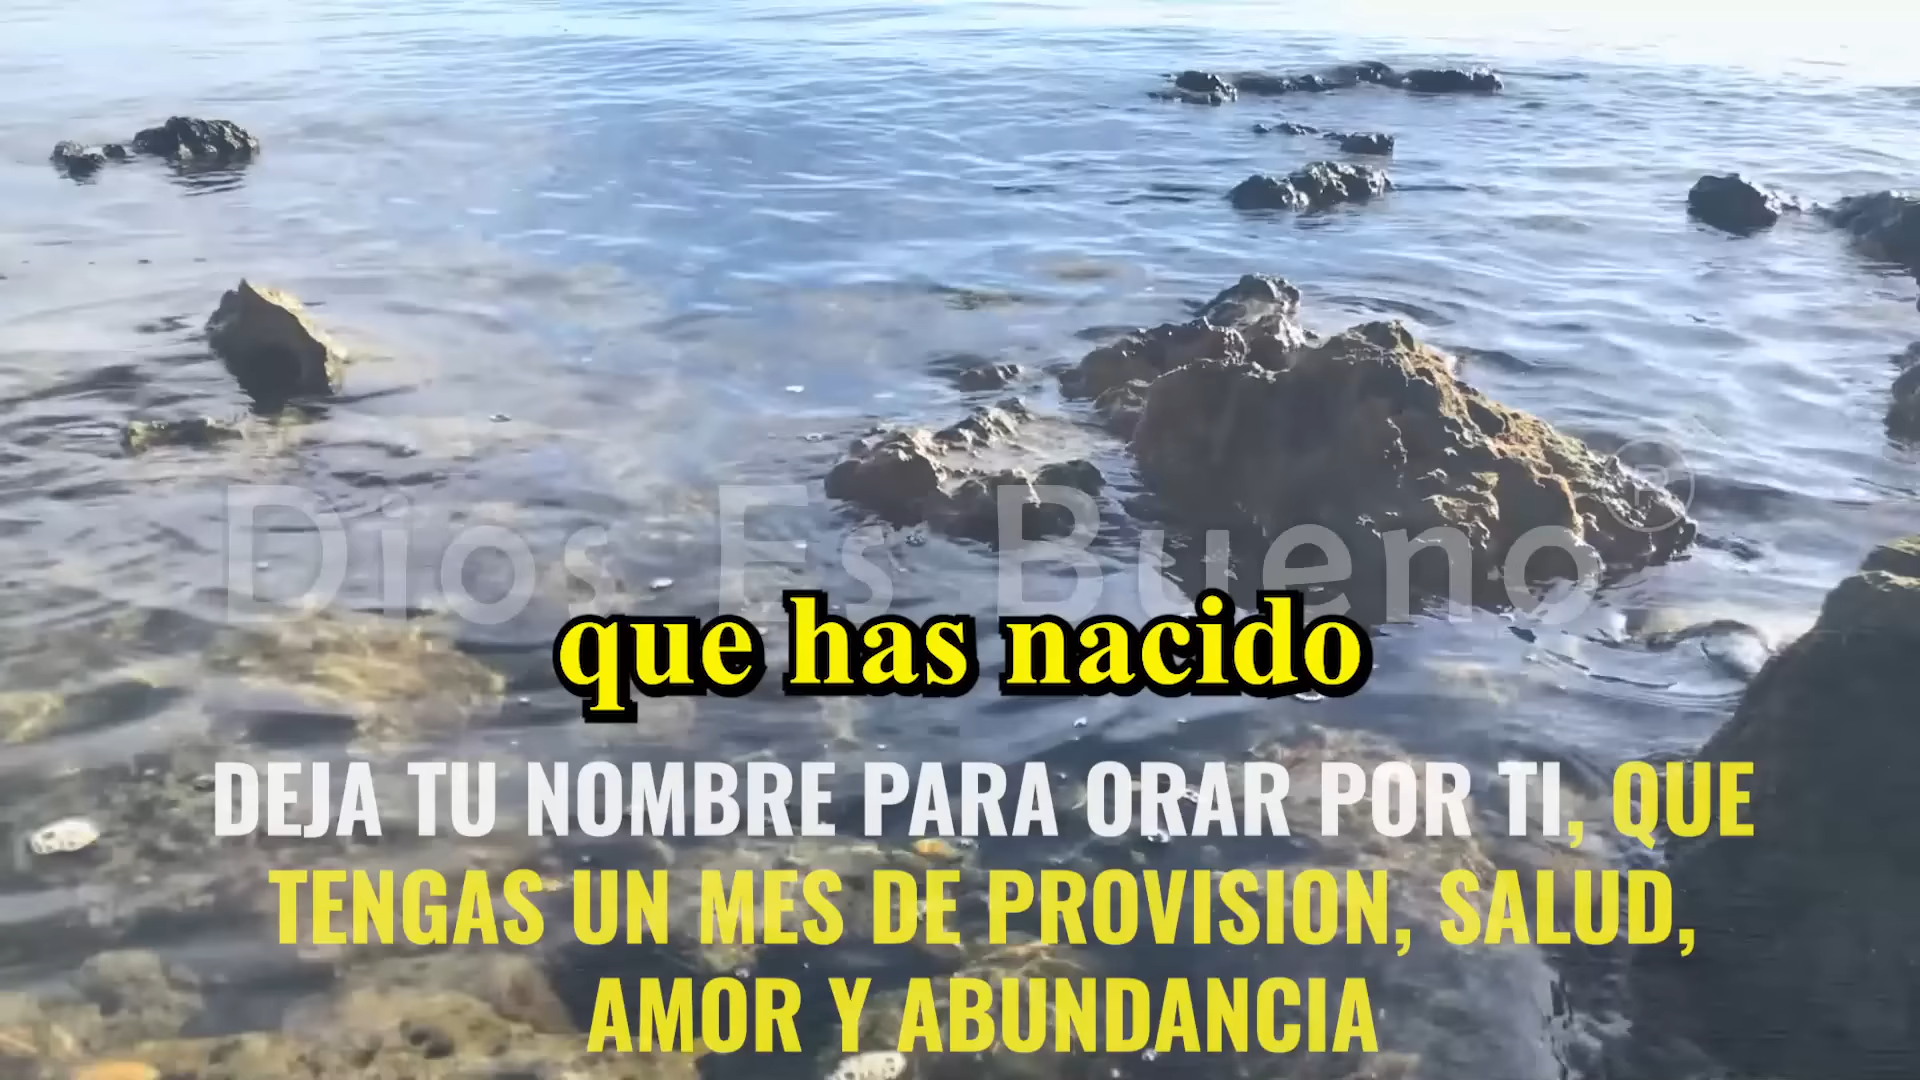 Dios Es Bueno ®
que has nacido
DEJA TU NOMBRE PARA ORAR POR TI, QUE
TENGAS UN MES DE PROVISION, SALUD,
AMOR Y ABUNDANCIA